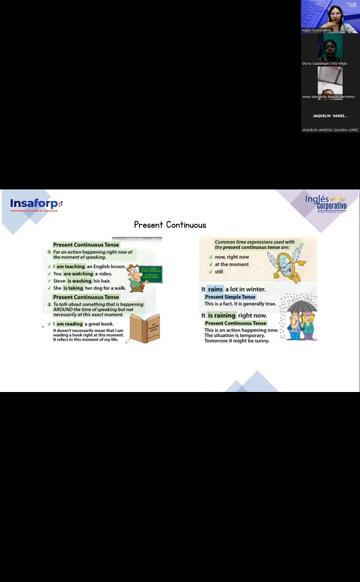 Inglés Corporativo
JAQUELIN VANES...
JAQUELIN VANESSA
Insaforp
Inglés
Corporativo
Present Continuous
Present Continuous Tense
For an action happening right now at
the moment of speaking.
✓ I am teaching an English lesson.
✓ You are watching a video.
✓ Steve is washing his hair.
✓ She is taking her dog for a walk.
Present Continuous Tense
To talk about something that is happening
AROUND the time of speaking but not
necessarily at this exact moment.
✓ I am reading a great book.
It doesn't necessarily mean that I am
reading a book right at this moment.
It refers to this moment of my life.
Common time expressions used with
the present continuous tense are:
✓ now, right now
✓ at the moment
✓ still
It rains a lot in winter.
Present Simple Tense
This is a fact. It is generally true.
It is raining right now.
Present Continuous Tense
This is an action happening now.
The situation is temporary.
Tomorrow it might be sunny.